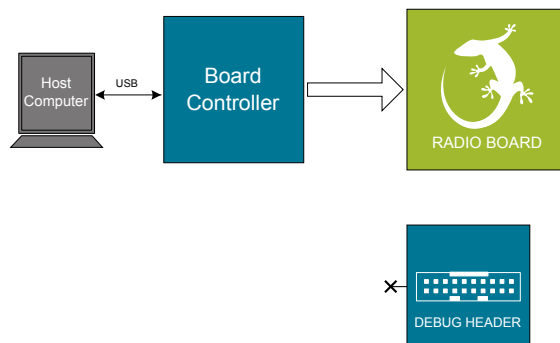 Host
Computer
USB
Board
Controller
RADIO BOARD
DEBUG HEADER